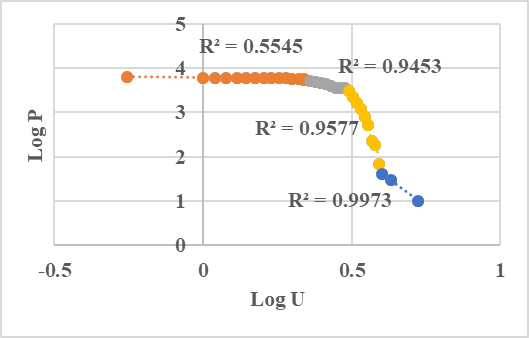 5
R² = 0.5545
4
R² = 0.9453
3
R² = 0.9577
2
R² = 0.9973
1
0
-0.5
0
0.5
1
Log P
Log U